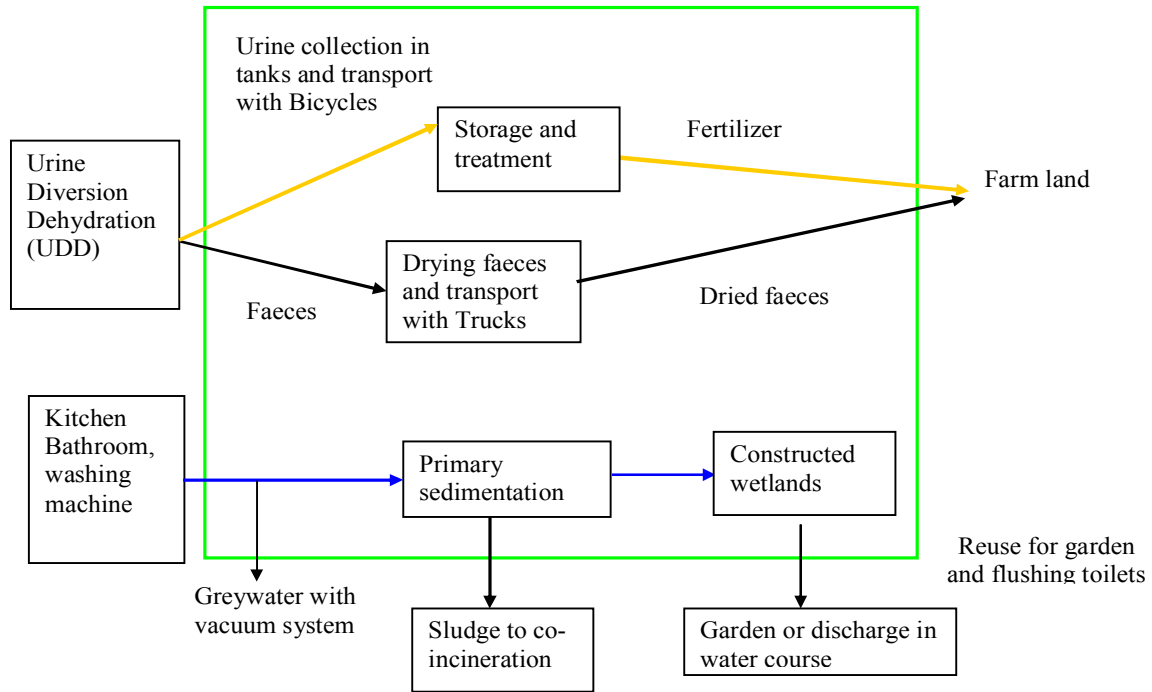 Urine collection in
tanks and transport
with Bicycles
Urine
Diversion
Dehydration
(UDD)
Storage and
treatment
Fertilizer
Farm land
Faeces
Drying faeces
and transport
with Trucks
Dried faeces
Kitchen
Bathroom,
washing
machine
Primary
sedimentation
Constructed
wetlands
Greywater with
vacuum system
Sludge to co-
incineration
Garden or discharge in
water course
Reuse for garden
and flushing toilets